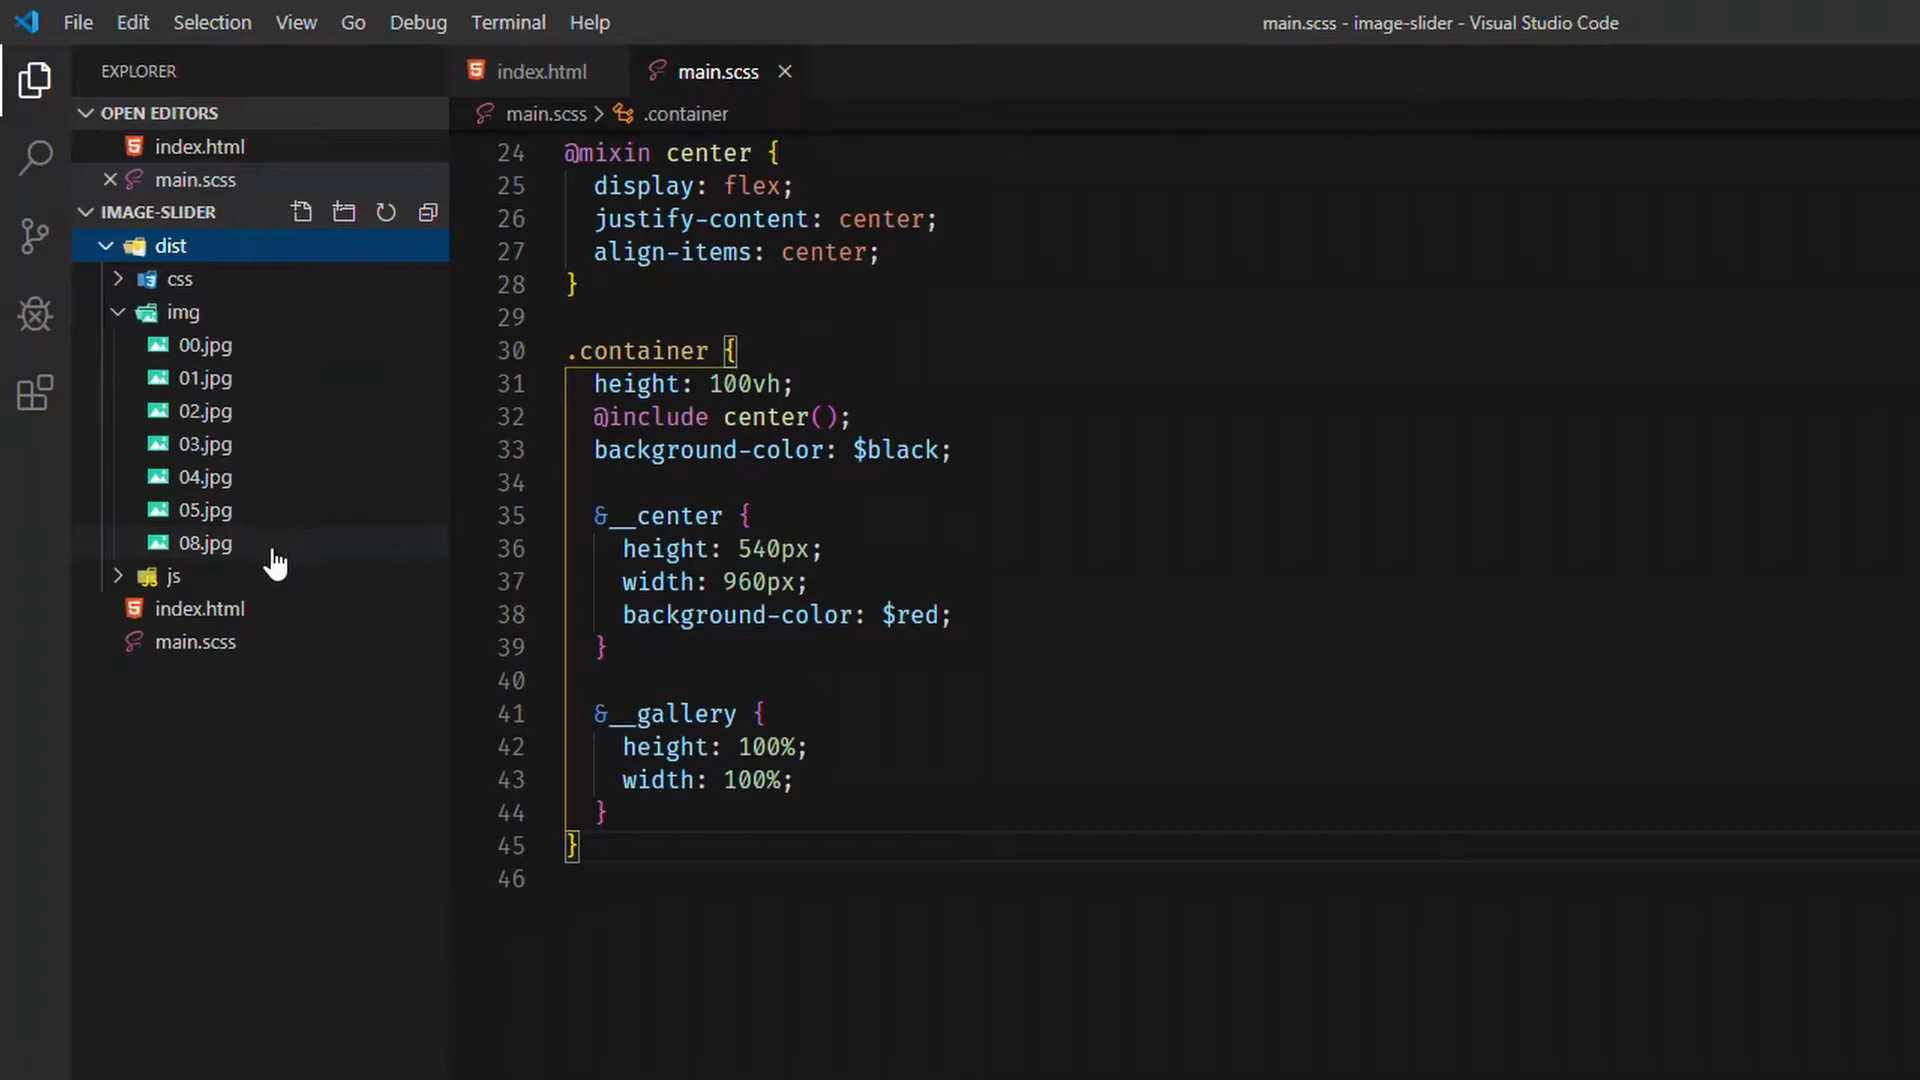 File Edit Selection View Go Debug Terminal Help
main.scss - image-slider - Visual Studio Code
EXPLORER
OPEN EDITORS
index.html
main.scss
IMAGE-SLIDER
dist
css
img
00.jpg
01.jpg
02.jpg
03.jpg
04.jpg
05.jpg
08.jpg
js
index.html
main.scss
index.html main.scss
main.scss > .container
24 @mixin center {
25 display: flex;
26 justify-content: center;
27 align-items: center;
28 }
29
30 .container {
31 height: 100vh;
32 @include center();
33 background-color: $black;
34
35 &__center {
36 height: 540px;
37 width: 960px;
38 background-color: $red;
39 }
40
41 &__gallery {
42 height: 100%;
43 width: 100%;
44 }
45 }
46